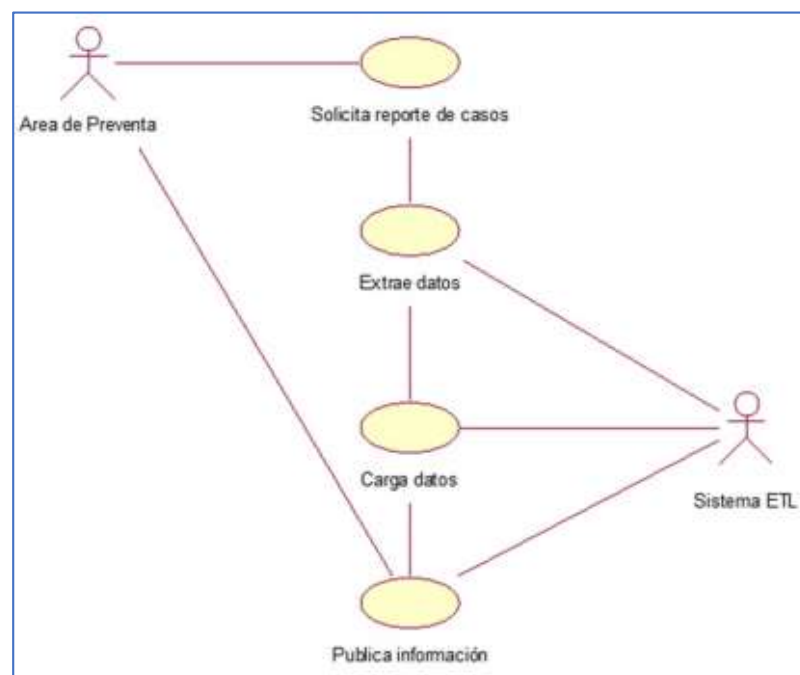 Area de Preventa
Solicita reporte de casos
Extrae datos
Carga datos
Sistema ETL
Publica información